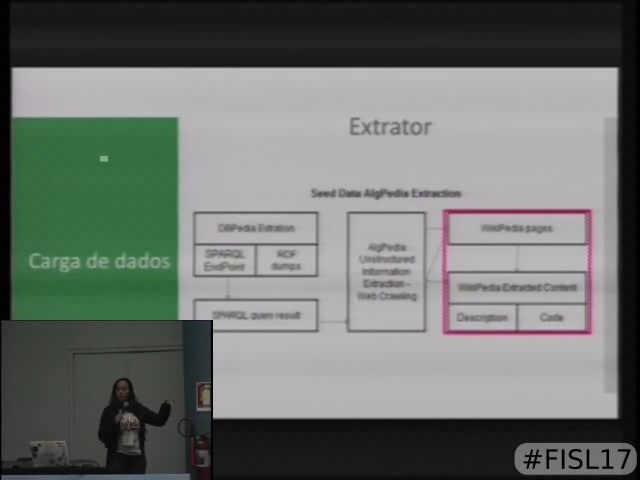 Extrator
Seed Data AlgPedia Extraction
Carga de dados
DBPedia Extration
SPARQL
EndPoint
RDF
dumps
SPARQL query result
AlgPedia
Unstructured
Information
Extraction -
Web Crawling
WikiPedia pages
WikiPedia Extracted Content
Description
Code
#FISL17